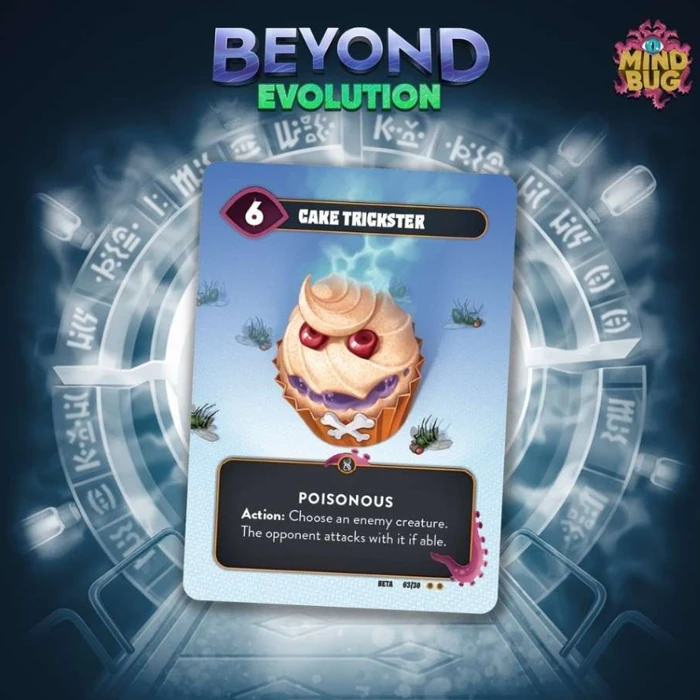 BEYOND
EVOLUTION
MIND
BUG
6 CAKE TRICKSTER
POISONOUS
Action: Choose an enemy creature.
The opponent attacks with it if able.
BETA 03/30